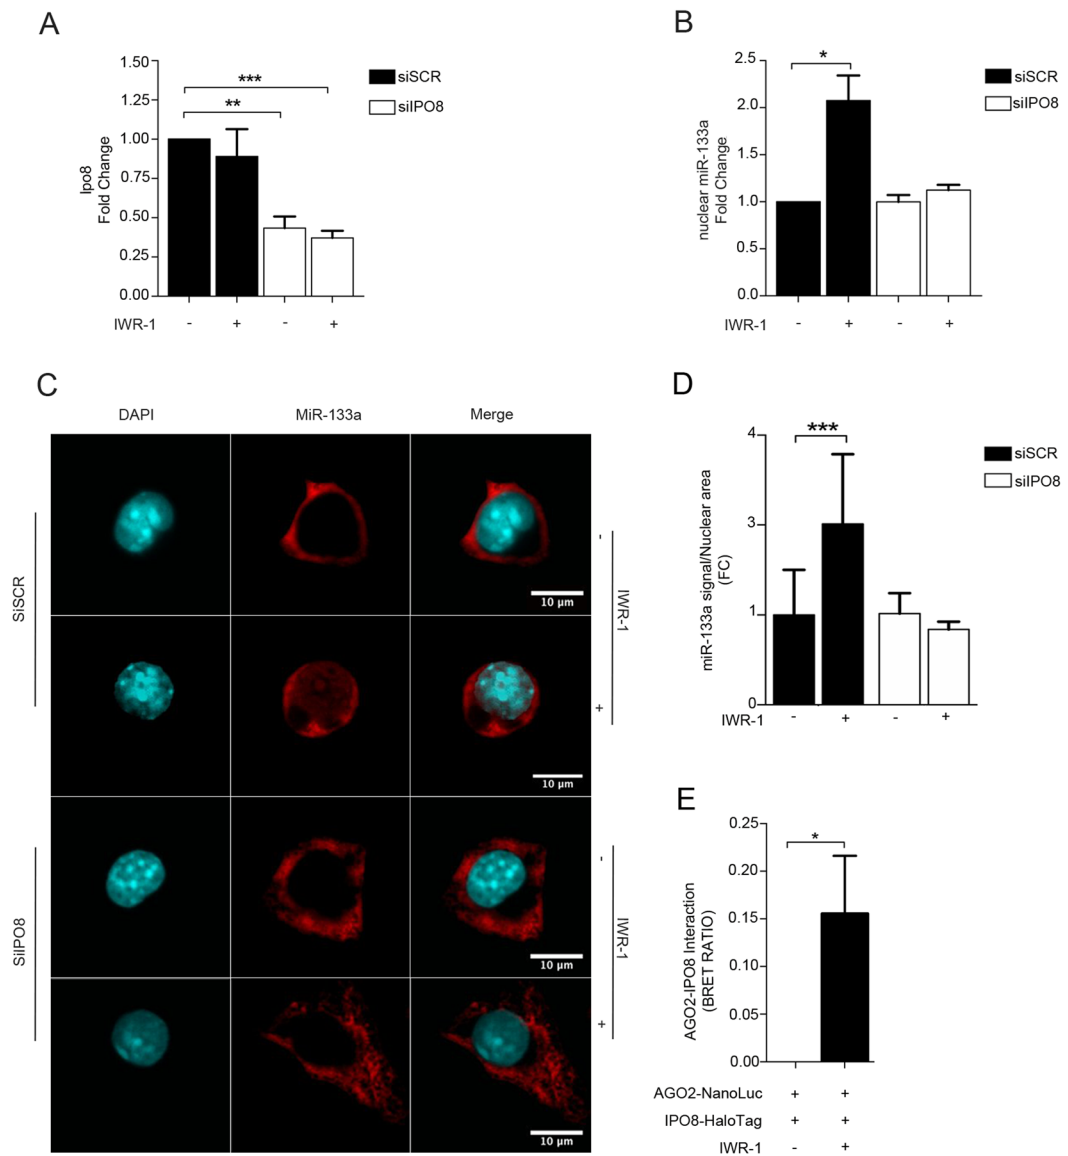 A
Ipo8
Fold Change
1.50
1.25
1.00
0.75
0.50
0.25
0.00
***
**
siSCR
siIPO8
IWR-1 - + - +
B
nuclear miR-133a
Fold Change
2.5
2.0
1.5
1.0
0.5
0.0
*
siSCR
siIPO8
IWR-1 - + - +
C
DAPI MiR-133a Merge
SiSCR
SiIPO8
-
+
IWR-1
-
+
IWR-1
10 µm
10 µm
10 µm
10 µm
D
miR-133a signal/Nuclear area
(FC)
4
3
1
0
***
siSCR
siIPO8
IWR-1 - + - +
E
AGO2-IPO8 Interaction
(BRET RATIO)
0.25
0.20
0.15
0.10
0.05
0.00
*
AGO2-NanoLuc + +
IPO8-HaloTag + +
IWR-1 - +